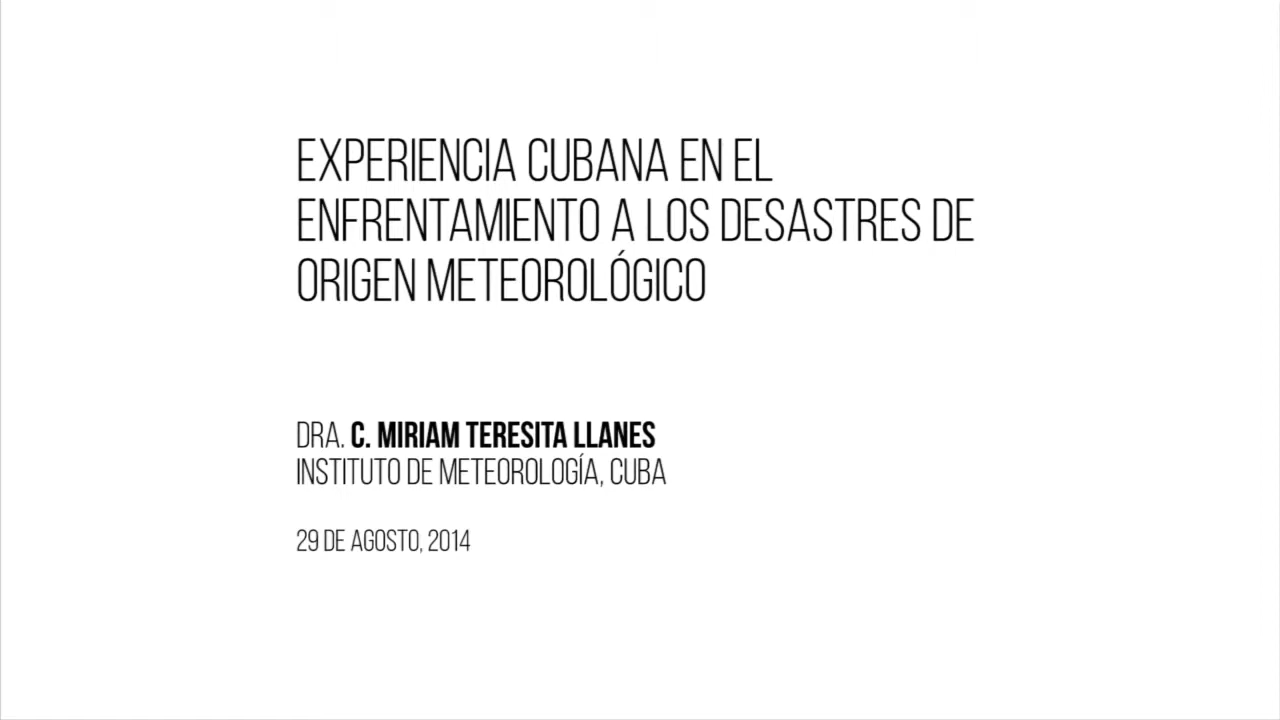 EXPERIENCIA CUBANA EN EL
ENFRENTAMIENTO A LOS DESASTRES DE
ORIGEN METEOROLÓGICO
DRA. C. MIRIAM TERESITA LLANES
INSTITUTO DE METEOROLOGÍA, CUBA
29 DE AGOSTO, 2014